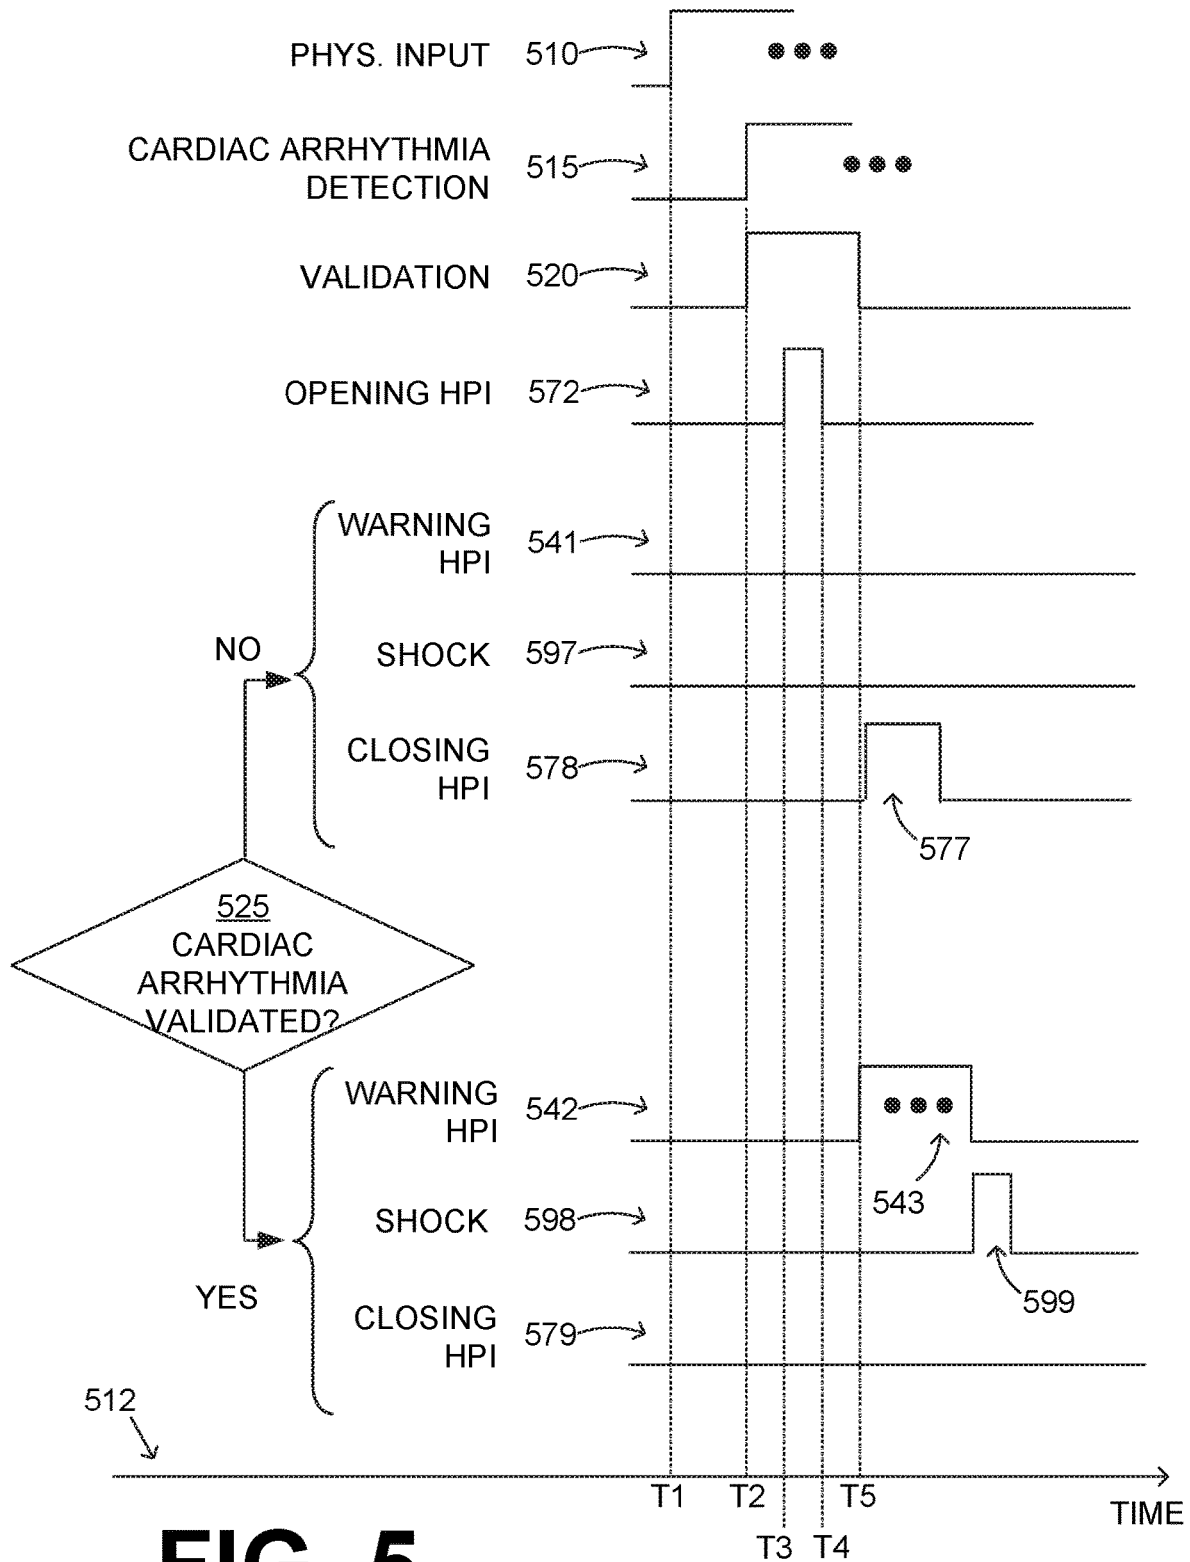 PHYS. INPUT 510
CARDIAC ARRHYTHMIA
DETECTION 515
VALIDATION 520
OPENING HPI 572
WARNING
HPI 541
NO
SHOCK 597
CLOSING
HPI 578
577
525
CARDIAC
ARRHYTHMIA
VALIDATED?
WARNING
HPI 542
543
SHOCK 598
YES
599
CLOSING
HPI 579
512
T1 T2 T5
TIME
T3 T4
FIG. 5